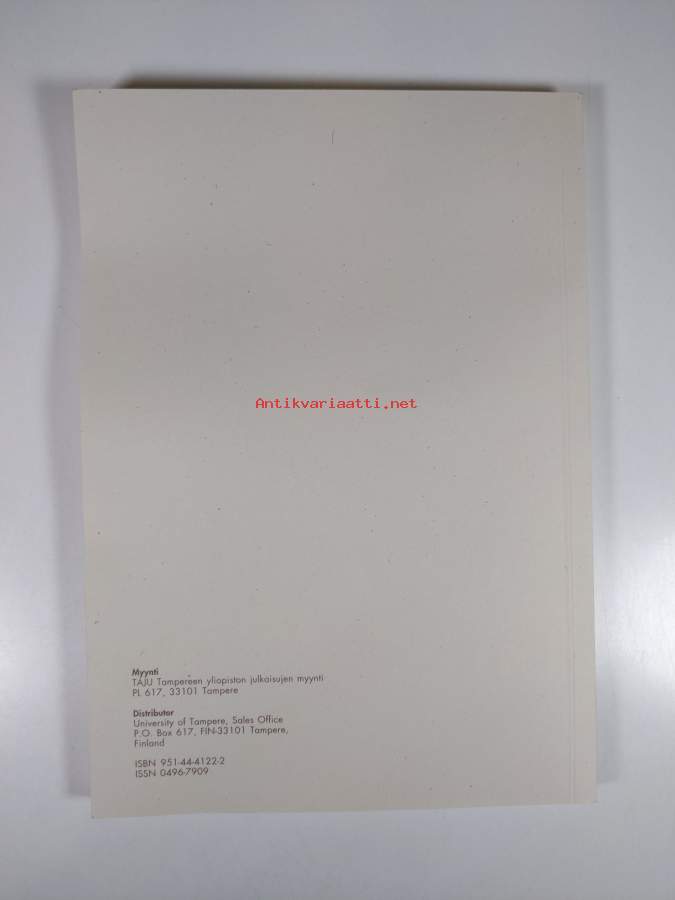 Antikvariaatti.net
Myynti
TAJU Tampereen yliopiston julkaisujen myynti
PL 617, 33101 Tampere
Distributor
University of Tampere, Sales Office
P.O. Box 617, FIN-33101 Tampere,
Finland
ISBN 951-44-4122-2
ISSN 0496-7909